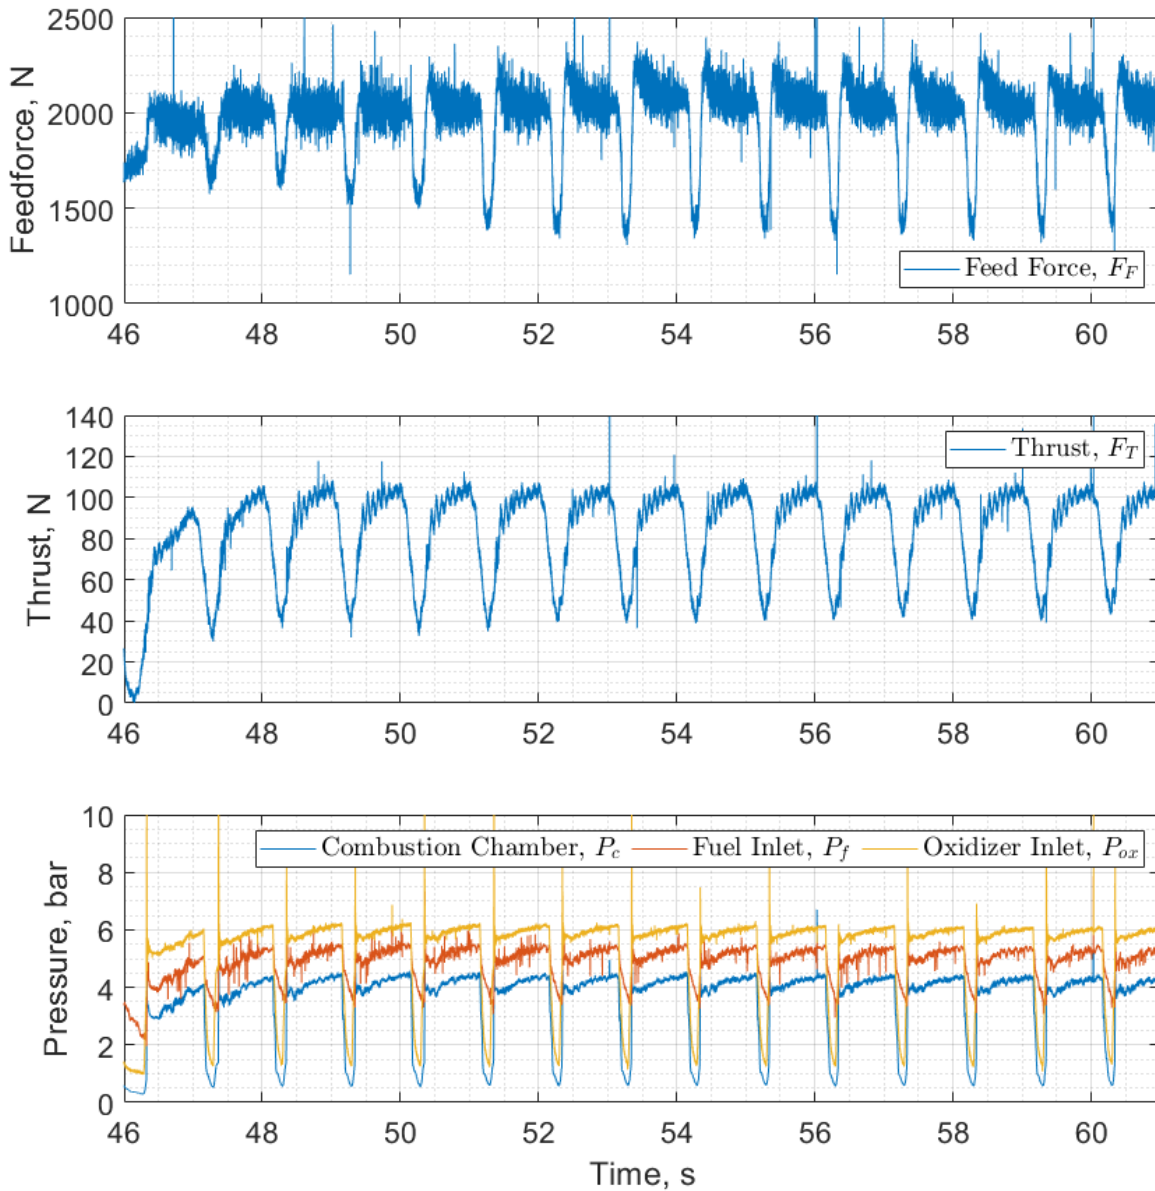 2500
2000
1500
1000
Feedforce, N
Feed Force, F_F
46 48 50 52 54 56 58 60
140
120
100
80
60
40
20
0
Thrust, N
Thrust, F_T
46 48 50 52 54 56 58 60
10
8
6
4
2
0
Pressure, bar
Combustion Chamber, P_c Fuel Inlet, P_f Oxidizer Inlet, P_ox
46 48 50 52 54 56 58 60
Time, s